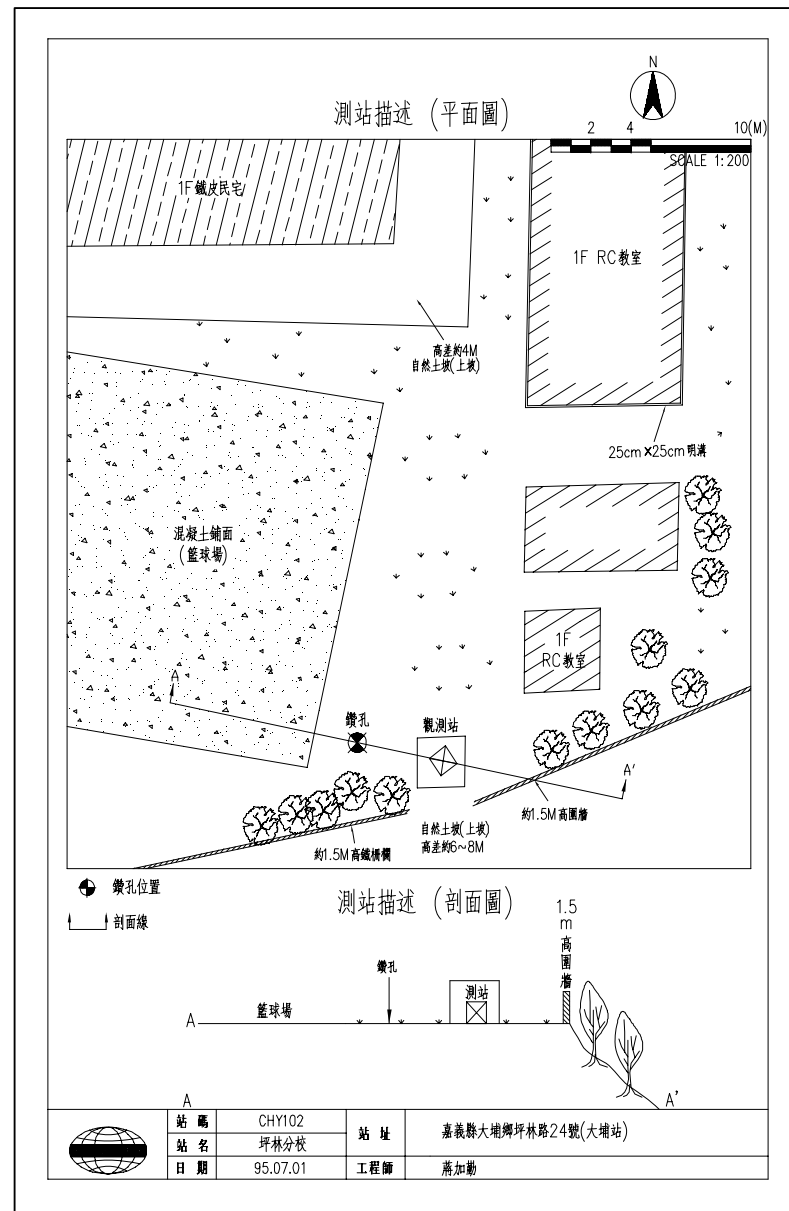 N
測站描述 (平面圖)
2 4 10(M)
SCALE 1:200
1F鐵皮民宅
1F RC教室
高差約4M
自然土坡(上坡)
25cm×25cm明溝
混凝土鋪面
(籃球場)
1F
RC教室
A
鑽孔
觀測站
A'
約1.5M高圍牆
自然土坡(上坡)
高差約6~8M
約1.5M高鐵柵欄
鑽孔位置
剖面線
測站描述 (剖面圖)
1.5
m
高
圍
牆
鑽孔
測站
籃球場
A
A
A'
站 碼 CHY102
站 址 嘉義縣大埔鄉坪林路24號(大埔站)
站 名 坪林分校
日 期 95.07.01
工程師 蔣加勤